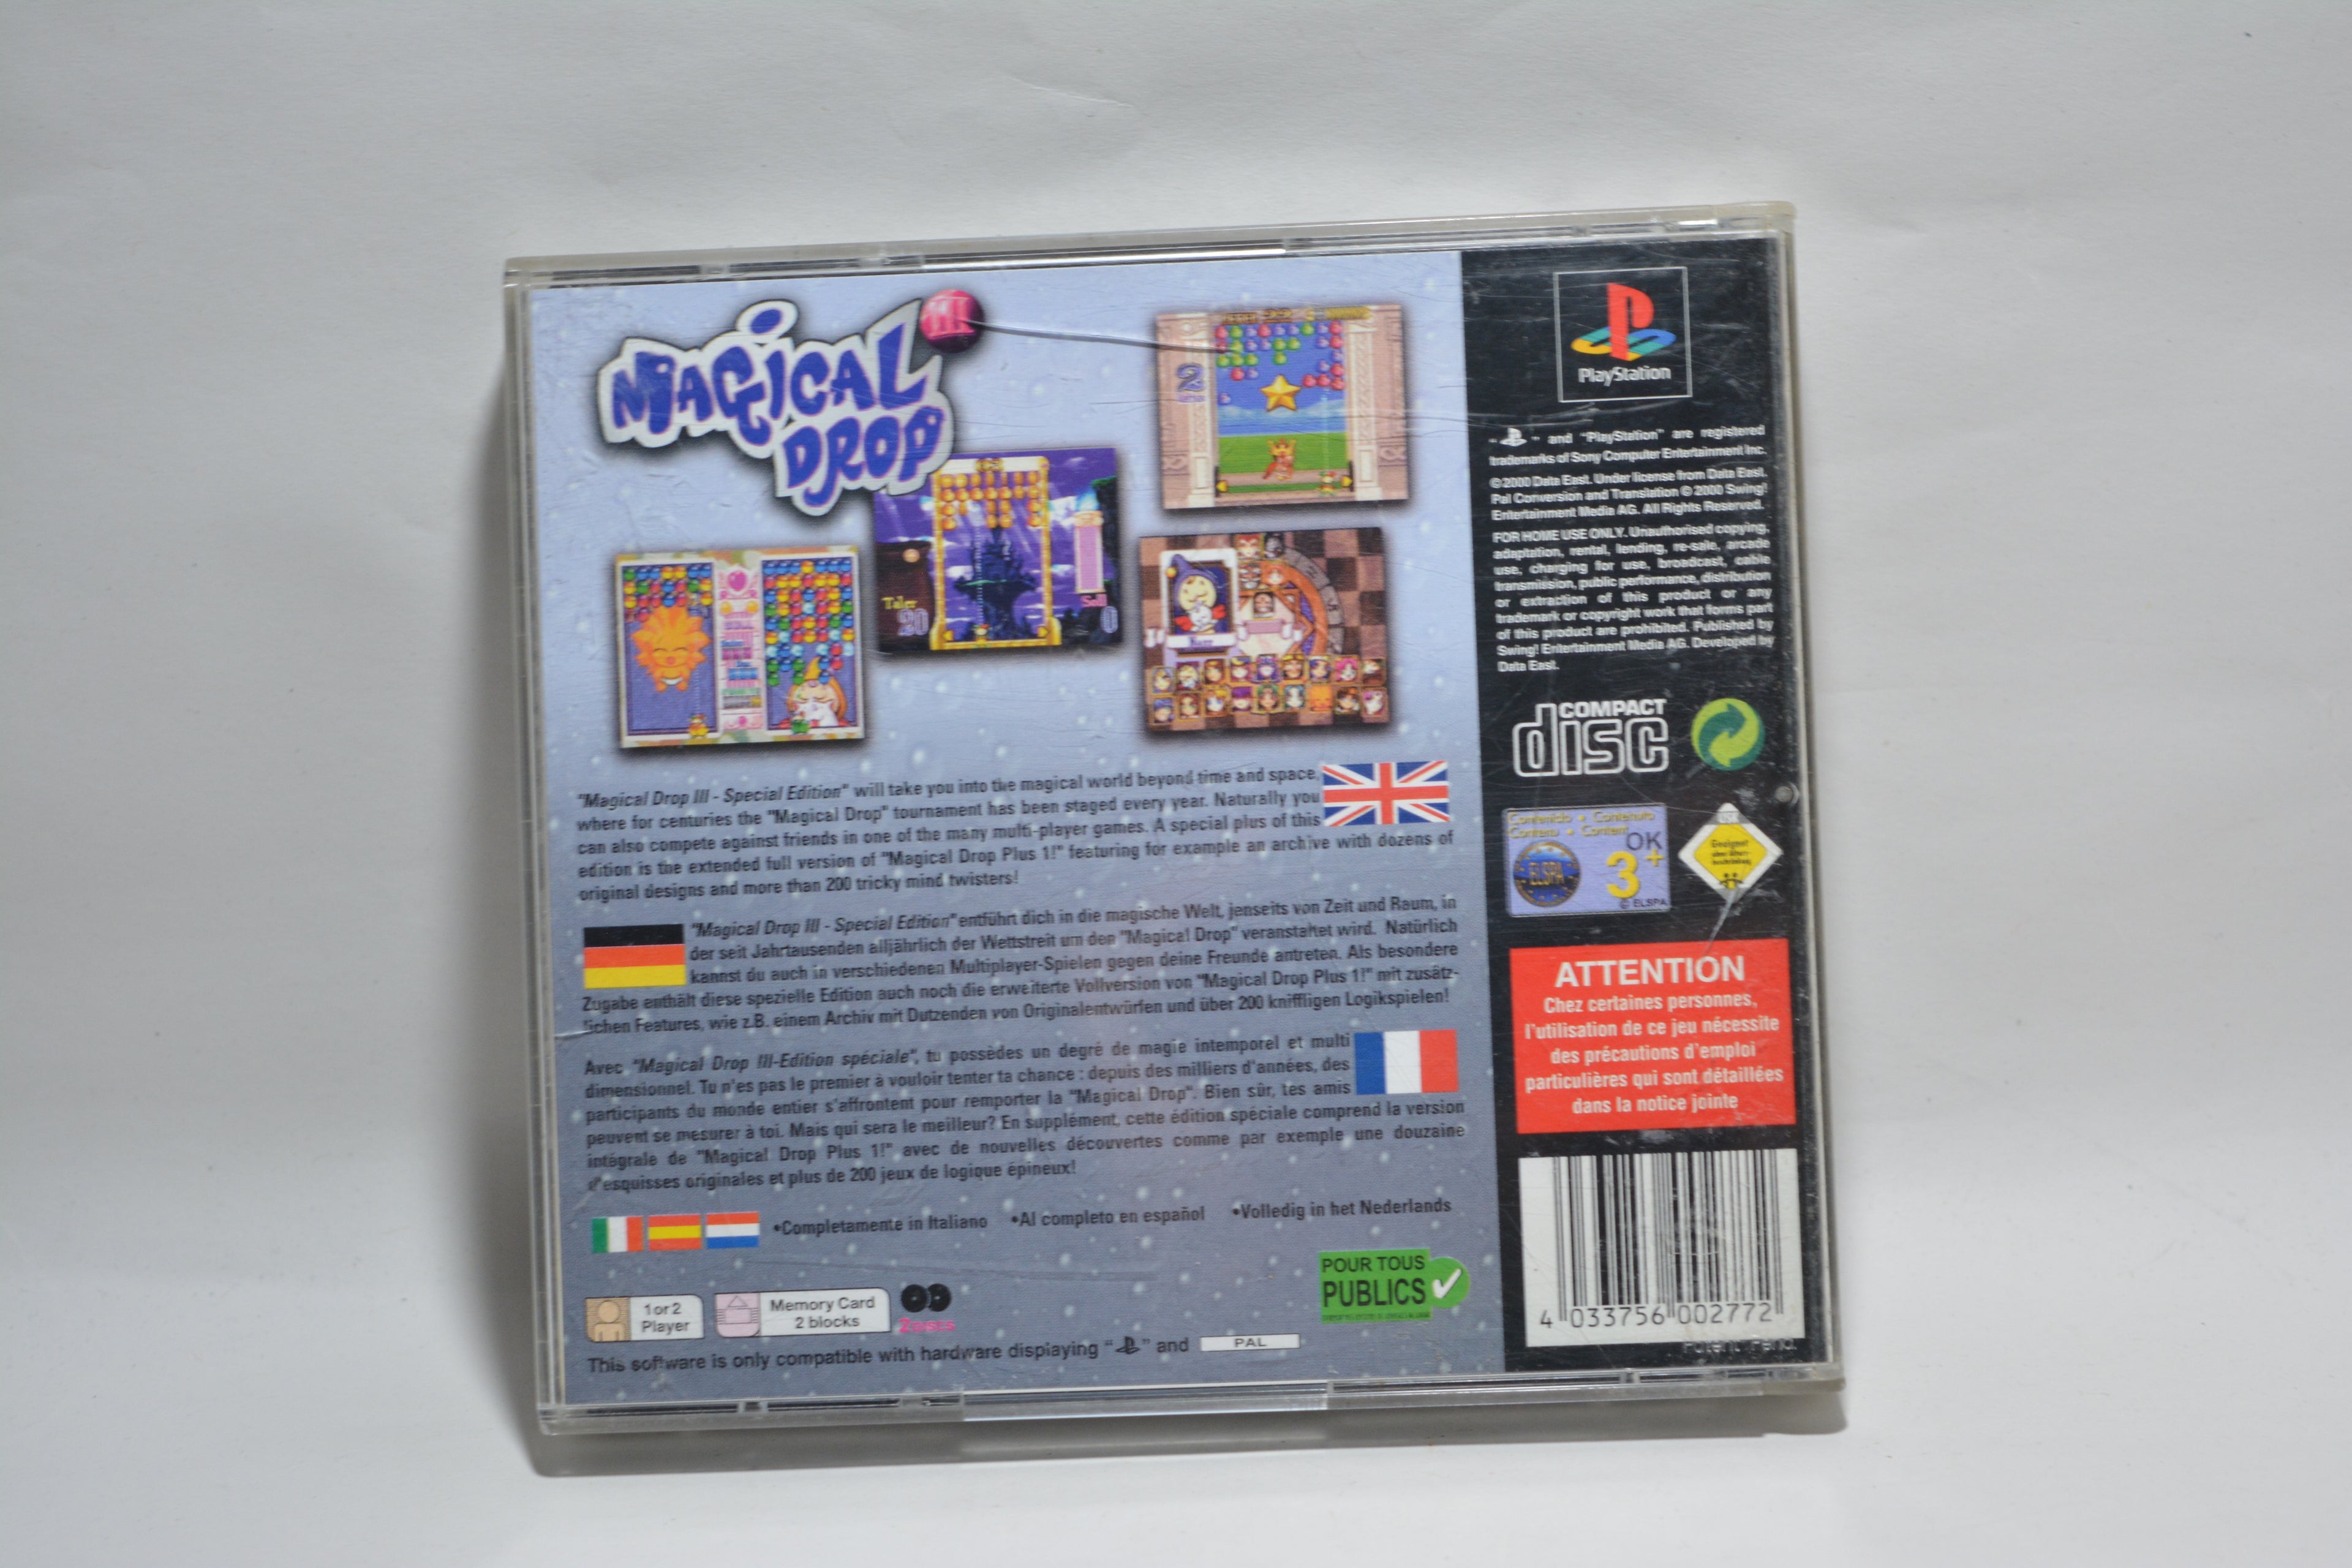 MAGICAL
DROP
III
2
Taler
20
Soll
0
"Magical Drop III - Special Edition" will take you into the magical world beyond time and space,
where for centuries the "Magical Drop" tournament has been staged every year. Naturally you
can also compete against friends in one of the many multi-player games. A special plus of this
edition is the extended full version of "Magical Drop Plus 1!" featuring for example an archive with dozens of
original designs and more than 200 tricky mind twisters!
"Magical Drop III - Special Edition" entführt dich in die magische Welt, jenseits von Zeit und Raum, in
der seit Jahrtausenden alljährlich der Wettstreit um den "Magical Drop" veranstaltet wird. Natürlich
kannst du auch in verschiedenen Multiplayer-Spielen gegen deine Freunde antreten. Als besondere
Zugabe enthält diese spezielle Edition auch noch die erweiterte Vollversion von "Magical Drop Plus 1!" mit zusätz-
lichen Features, wie z.B. einem Archiv mit Dutzenden von Originalentwürfen und über 200 kniffligen Logikspielen!
Avec "Magical Drop III-Edition spéciale", tu possèdes un degré de magie intemporel et multi
dimensionnel. Tu n'es pas le premier à vouloir tenter ta chance : depuis des milliers d'années, des
participants du monde entier s'affrontent pour remporter la "Magical Drop". Bien sûr, tes amis
peuvent se mesurer à toi. Mais qui sera le meilleur? En supplément, cette édition spéciale comprend la version
intégrale de "Magical Drop Plus 1!" avec de nouvelles découvertes comme par exemple une douzaine
d'esquisses originales et plus de 200 jeux de logique épineux!
•Completamente in Italiano •Al completo en español •Volledig in het Nederlands
1 or 2
Player
Memory Card
2 blocks
POUR TOUS
PUBLICS
This software is only compatible with hardware displaying " " and PAL
PlayStation
" " and "PlayStation" are registered
trademarks of Sony Computer Entertainment Inc.
© 2000 Data East. Under license from Data East.
Pal Conversion and Translation © 2000 Swing!
Entertainment Media AG. All Rights Reserved.
FOR HOME USE ONLY. Unauthorised copying,
adaptation, rental, lending, re-sale, arcade
use, charging for use, broadcast, cable
transmission, public performance, distribution
or extraction of this product or any
trademark or copyright work that forms part
of this product are prohibited. Published by
Swing! Entertainment Media AG. Developed by
Data East.
COMPACT
disc
Contenido • Contenuto
Contenu • Content
OK
3+
ELSPA
© ELSPA
Geeignet
ATTENTION
Chez certaines personnes,
l'utilisation de ce jeu nécessite
des précautions d'emploi
particulières qui sont détaillées
dans la notice jointe
4 033756 002772